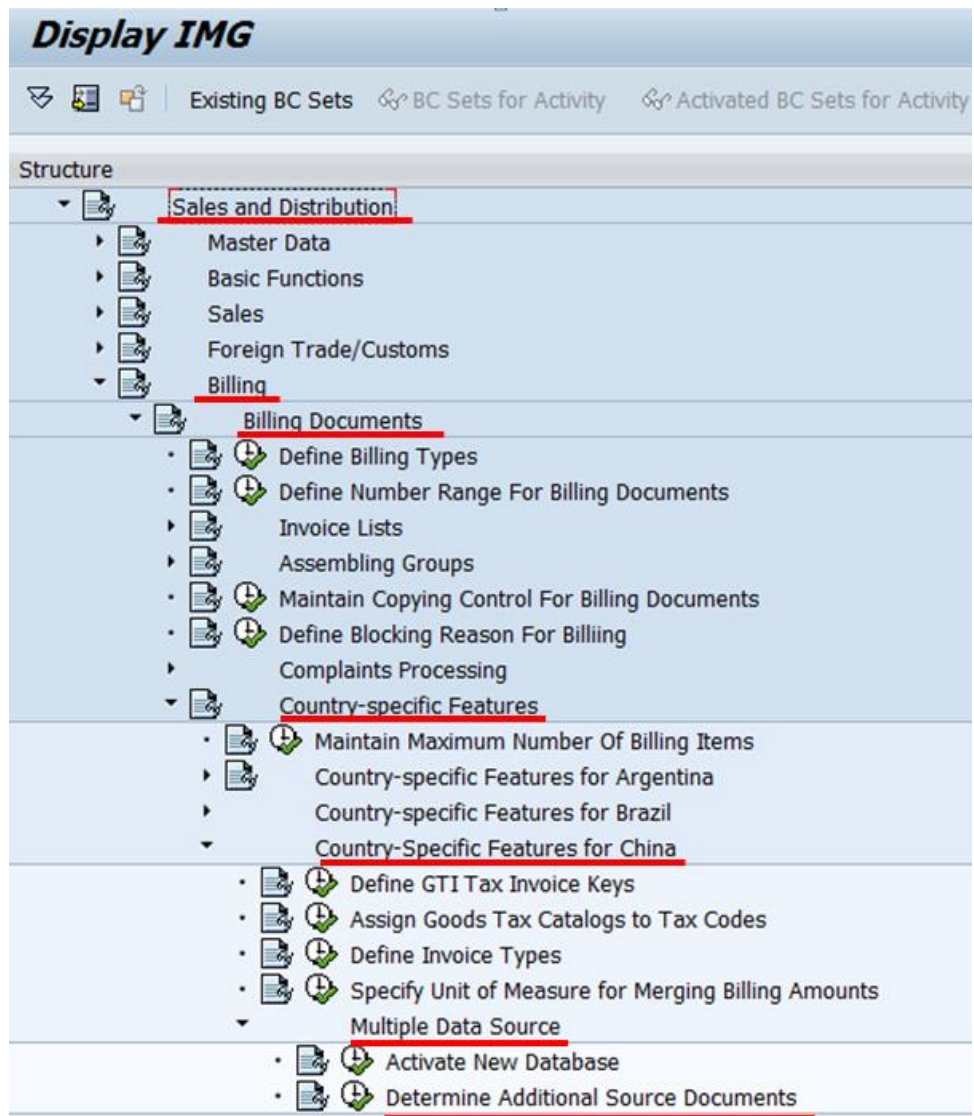 Display IMG
Existing BC Sets BC Sets for Activity Activated BC Sets for Activity
Structure
Sales and Distribution
Master Data
Basic Functions
Sales
Foreign Trade/Customs
Billing
Billing Documents
Define Billing Types
Define Number Range For Billing Documents
Invoice Lists
Assembling Groups
Maintain Copying Control For Billing Documents
Define Blocking Reason For Billiing
Complaints Processing
Country-specific Features
Maintain Maximum Number Of Billing Items
Country-specific Features for Argentina
Country-specific Features for Brazil
Country-Specific Features for China
Define GTI Tax Invoice Keys
Assign Goods Tax Catalogs to Tax Codes
Define Invoice Types
Specify Unit of Measure for Merging Billing Amounts
Multiple Data Source
Activate New Database
Determine Additional Source Documents